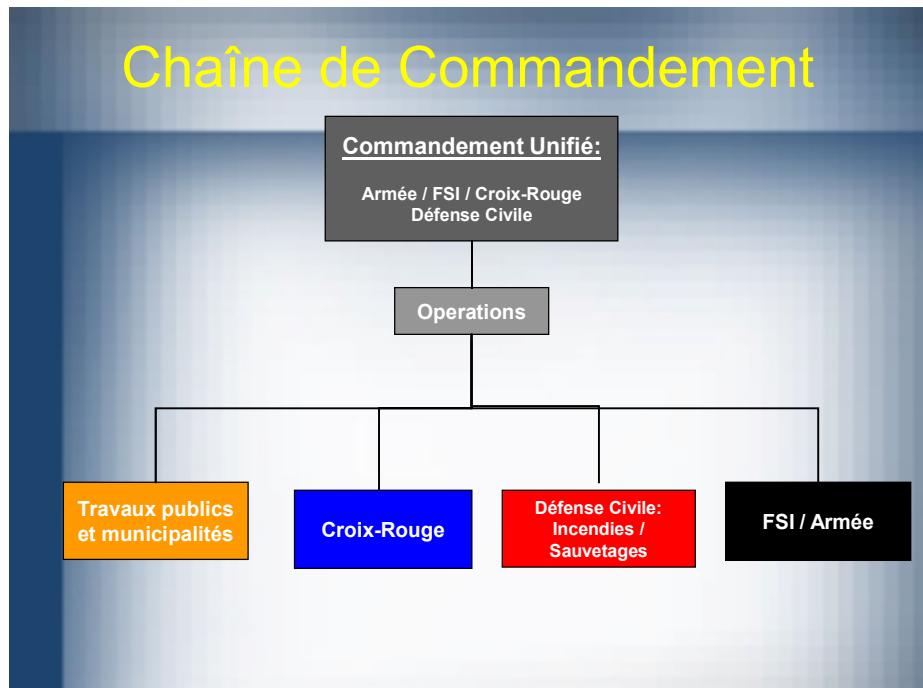 Chaîne de Commandement
Commandement Unifié:
Armée / FSI / Croix-Rouge
Défense Civile
Operations
Travaux publics
et municipalités
Croix-Rouge
Défense Civile:
Incendies /
Sauvetages
FSI / Armée